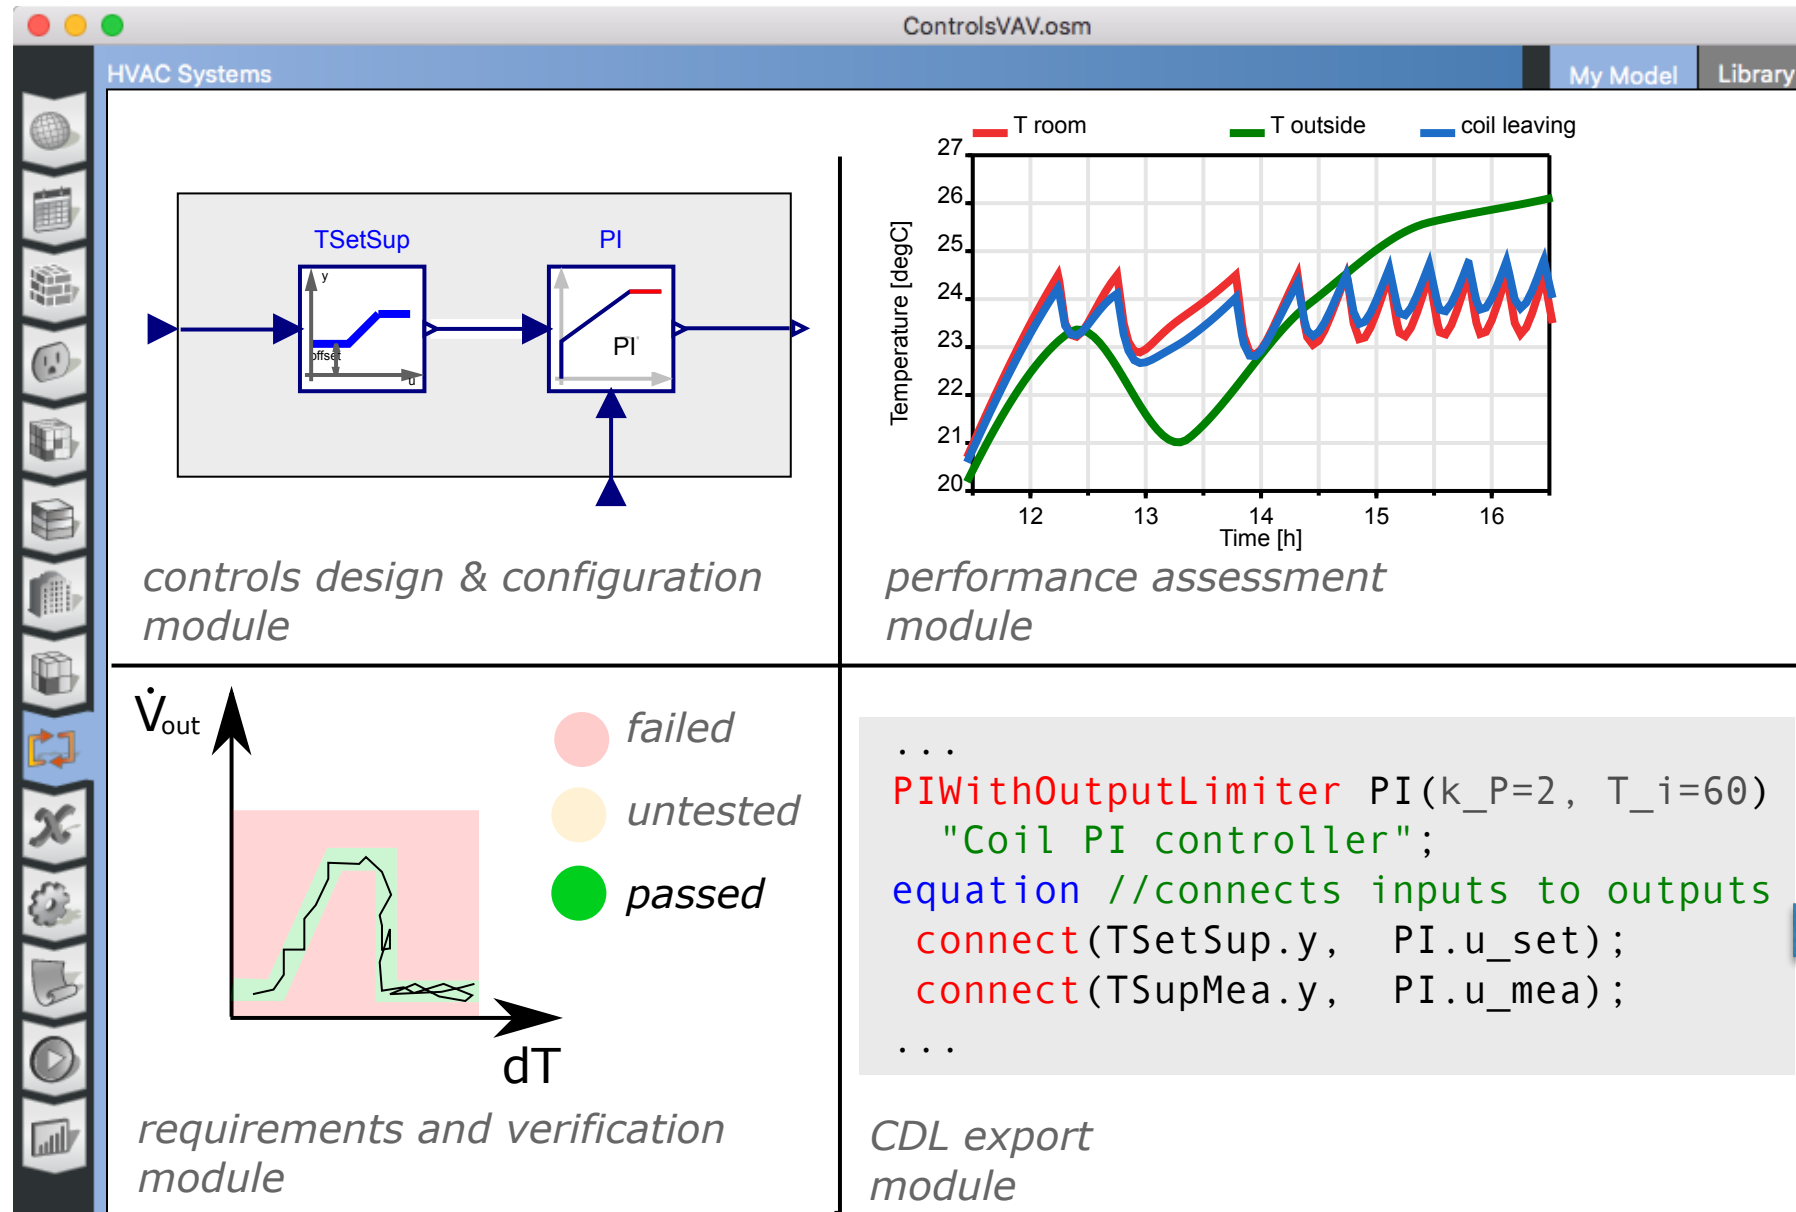 ControlsVAV.osm
HVAC Systems
My Model
Library
TSetSup
PI
y
offset
u
PI
controls design & configuration
module
T room
T outside
coil leaving
27
26
25
24
23
22
21
20
Temperature [degC]
12
13
14
15
16
Time [h]
performance assessment
module
V̇out
failed
untested
passed
dT
requirements and verification
module
...
PIWithOutputLimiter PI(k_P=2, T_i=60)
"Coil PI controller";
equation //connects inputs to outputs
connect(TSetSup.y, PI.u_set);
connect(TSupMea.y, PI.u_mea);
...
CDL export
module